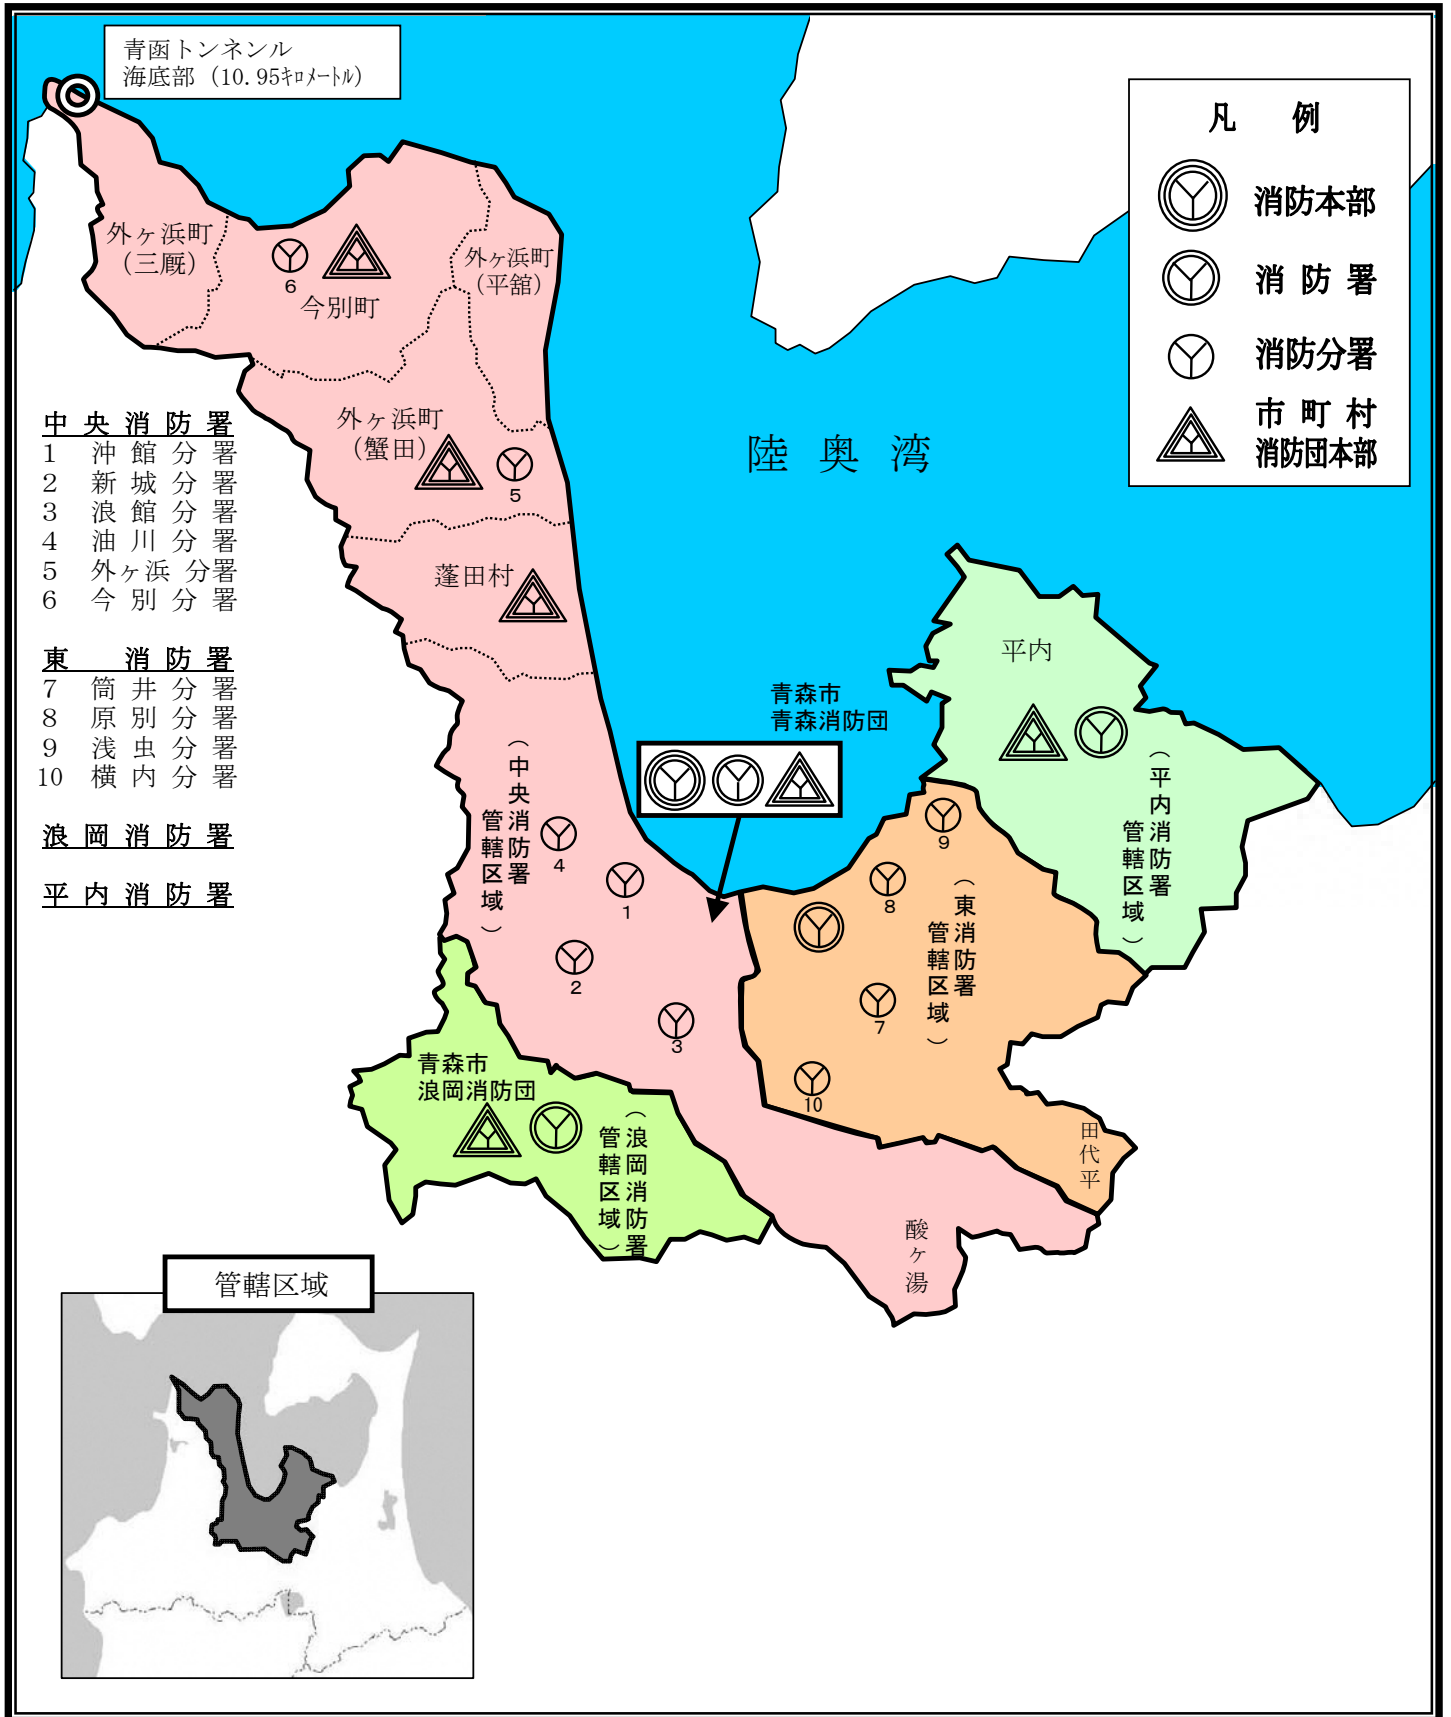 青函トンネンル
海底部（10.95キロメートル）
凡　例
消防本部
消 防 署
消防分署
市 町 村
消防団本部
外ヶ浜町
（三厩）
6
今別町
外ヶ浜町
（平舘）
外ヶ浜町
（蟹田）
5
蓬田村
陸 奥 湾
中 央 消 防 署
1 沖 館 分 署
2 新 城 分 署
3 浪 館 分 署
4 油 川 分 署
5 外ヶ浜 分署
6 今 別 分 署
東 消 防 署
7 筒 井 分 署
8 原 別 分 署
9 浅 虫 分 署
10 横 内 分 署
浪 岡 消 防 署
平 内 消 防 署
平内
青森市
青森消防団
（中央消防署
管轄区域）
（平内消防署
管轄区域）
（東消防署
管轄区域）
4
1
2
3
9
8
7
10
青森市
浪岡消防団
（浪岡消防署
管轄区域）
田代平
酸ヶ湯
管轄区域